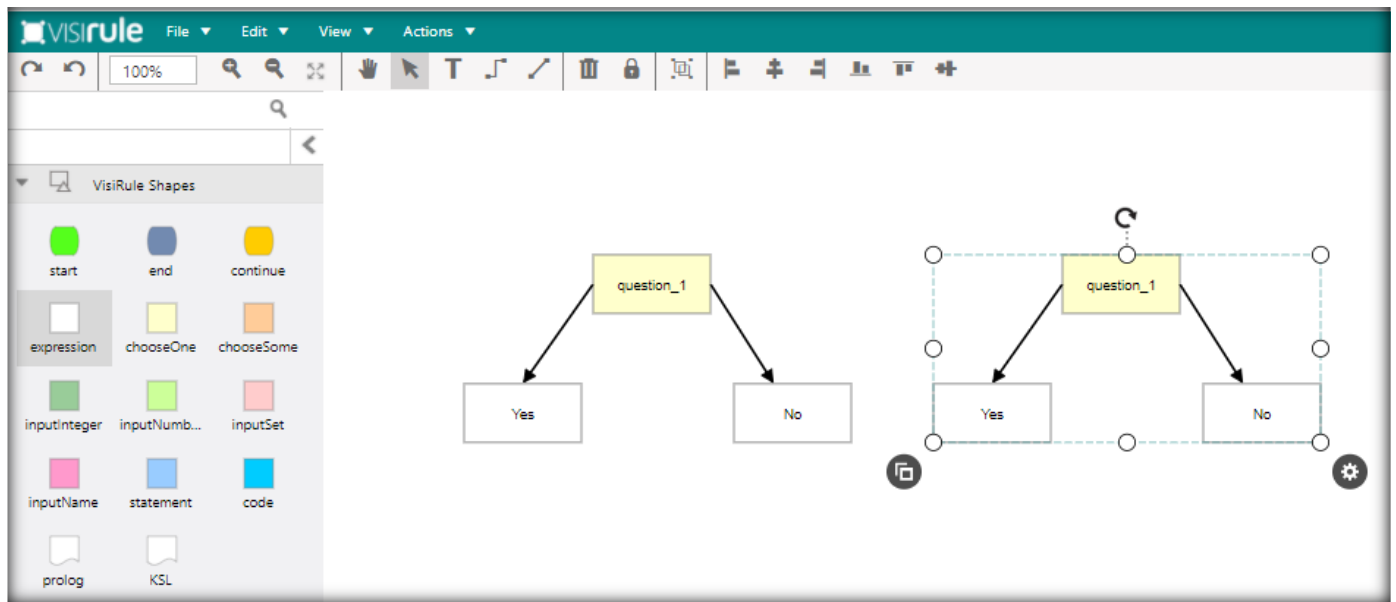 VISIrule File Edit View Actions
100%
VisiRule Shapes
start end continue
expression chooseOne chooseSome
inputInteger inputNumb... inputSet
inputName statement code
prolog KSL
question_1
Yes No
question_1
Yes No